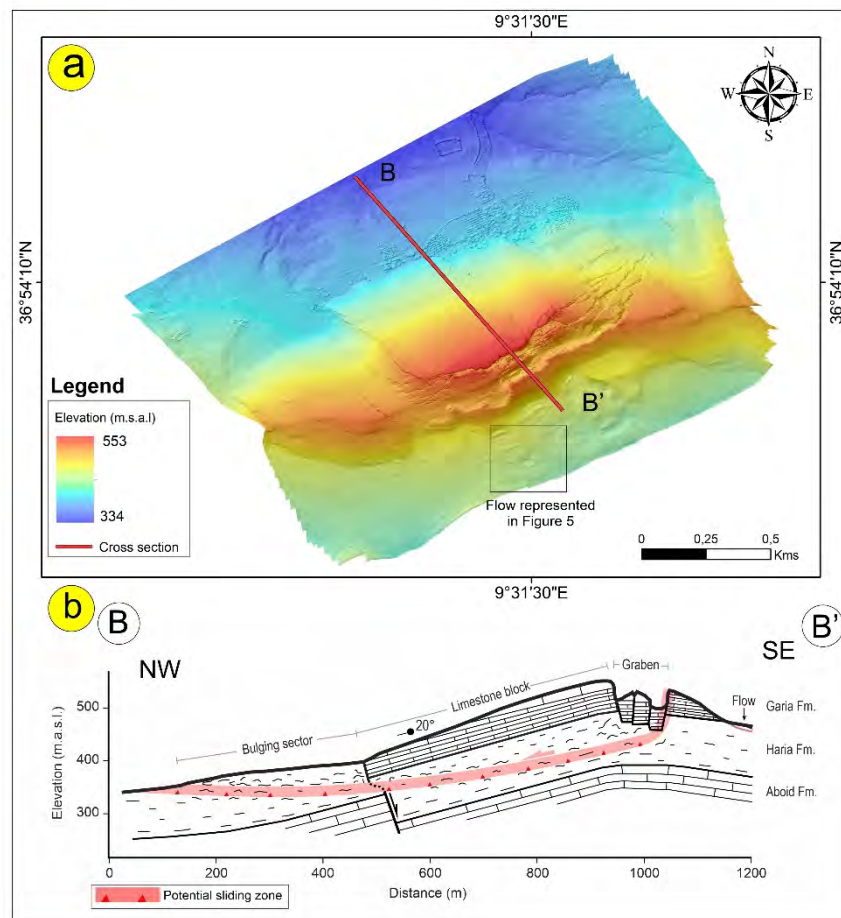 9°31'30"E
a
N
W E
S
B
36°54'10"N
36°54'10"N
B'
Legend
Elevation (m.s.a.l)
553
334
Cross section
Flow represented
in Figure 5
0 0,25 0,5
Kms
9°31'30"E
b
B
B'
NW
SE
Graben
Limestone block
Flow
500
Garia Fm.
20°
Bulging sector
Haria Fm.
400
Aboid Fm.
300
Elevation (m.a.s.l.)
0 200 400 600 800 1000 1200
Potential sliding zone
Distance (m)